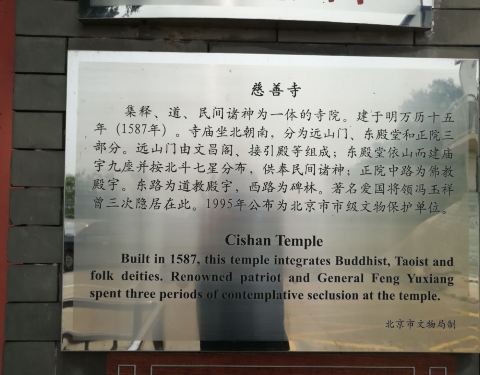 慈善寺
集释、道、民间诸神为一体的寺院。建于明万历十五
年（1587年）。寺庙坐北朝南，分为远山门、东殿堂和正院三
部分。远山门由文昌阁、接引殿等组成；东殿堂依山而建庙
宇九座并按北斗七星分布，供奉民间诸神；正院中路为佛教
殿宇。东路为道教殿宇，西路为碑林。著名爱国将领冯玉祥
曾三次隐居在此。1995年公布为北京市市级文物保护单位。
Cishan Temple
Built in 1587, this temple integrates Buddhist, Taoist and
folk deities. Renowned patriot and General Feng Yuxiang
spent three periods of contemplative seclusion at the temple.
北京市文物局制